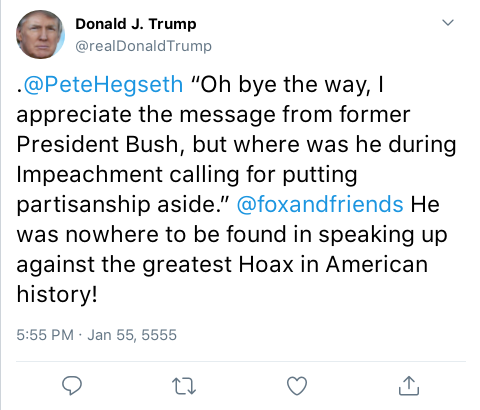 Donald J. Trump
@realDonaldTrump
.@PeteHegseth “Oh bye the way, I
appreciate the message from former
President Bush, but where was he during
Impeachment calling for putting
partisanship aside.” @foxandfriends He
was nowhere to be found in speaking up
against the greatest Hoax in American
history!
5:55 PM · Jan 55, 5555